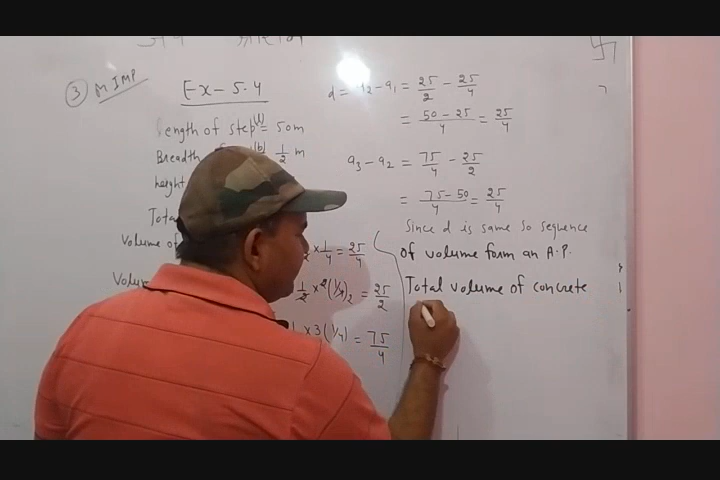 ③ M IMP
Ex - 5.4
length of step (l) = 50m
Breadth (b) 1/2 m
height
Total
Volume of × 1/4 = 25/4
Volume 1/2 × 2(1/4) = 25/2
× 3(1/4) = 75/4
d = a2 - a1 = 25/2 - 25/4
= 50 - 25/4 = 25/4
a3 - a2 = 75/4 - 25/2
= 75 - 50/4 = 25/4
Since d is same so sequence
of volume form an A.P.
Total volume of concrete